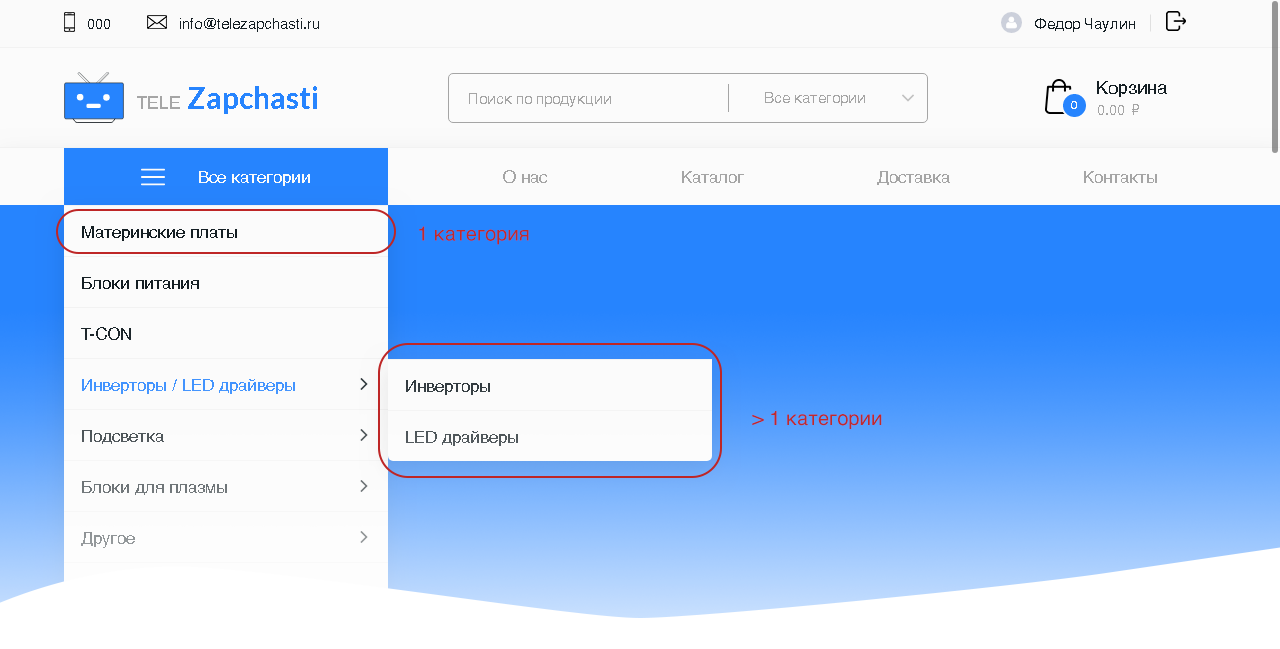 000 info@telezapchasti.ru Федор Чаулин
TELE Zapchasti Поиск по продукции Все категории 0 Корзина
0.00 ₽
Все категории О нас Каталог Доставка Контакты
Материнские платы 1 категория
Блоки питания
T-CON
Инверторы / LED драйверы Инверторы
> 1 категории
Подсветка LED драйверы
Блоки для плазмы
Другое